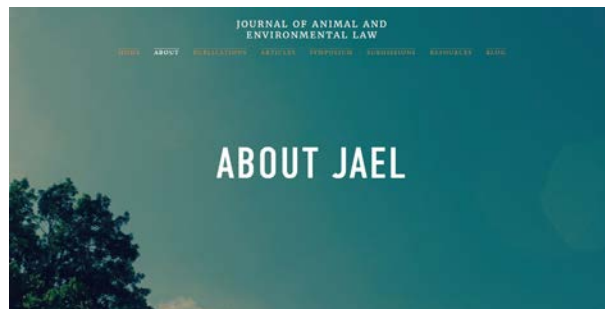 JOURNAL OF ANIMAL AND
ENVIRONMENTAL LAW
HOME ABOUT PUBLICATIONS ARTICLES SYMPOSIUM SUBMISSIONS RESOURCES BLOG
ABOUT JAEL